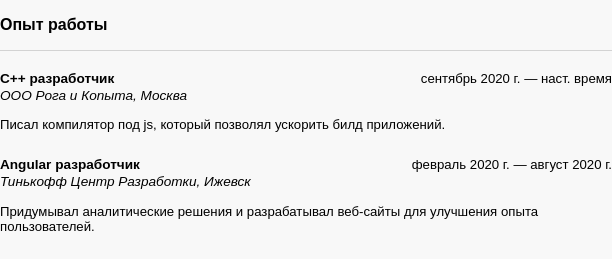 Опыт работы
C++ разработчик сентябрь 2020 г. — наст. время
ООО Рога и Копыта, Москва
Писал компилятор под js, который позволял ускорить билд приложений.
Angular разработчик февраль 2020 г. — август 2020 г.
Тинькофф Центр Разработки, Ижевск
Придумывал аналитические решения и разрабатывал веб-сайты для улучшения опыта
пользователей.